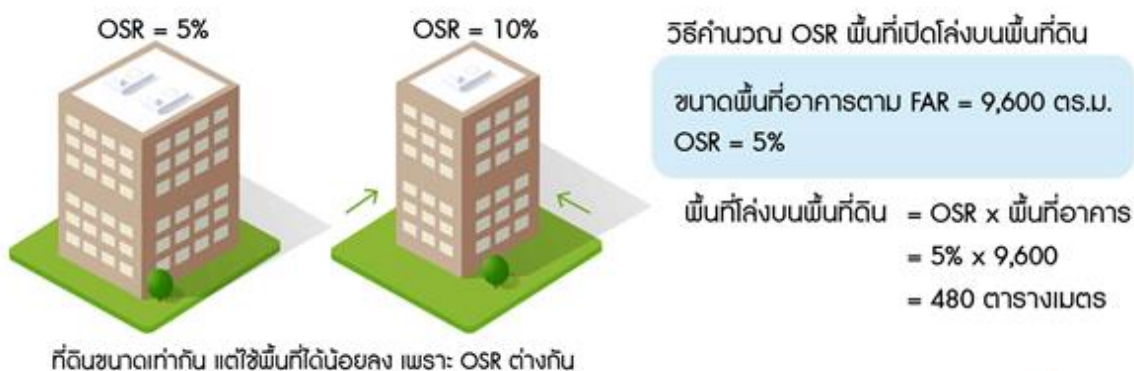 OSR = 5%
OSR = 10%
ที่ดินขนาดเท่ากัน แต่ใช้พื้นที่ได้น้อยลง เพราะ OSR ต่างกัน
วิธีคำนวณ OSR พื้นที่เปิดโล่งบนพื้นที่ดิน
ขนาดพื้นที่อาคารตาม FAR = 9,600 ตร.ม.
OSR = 5%
พื้นที่โล่งบนพื้นที่ดิน = OSR x พื้นที่อาคาร
= 5% x 9,600
= 480 ตารางเมตร